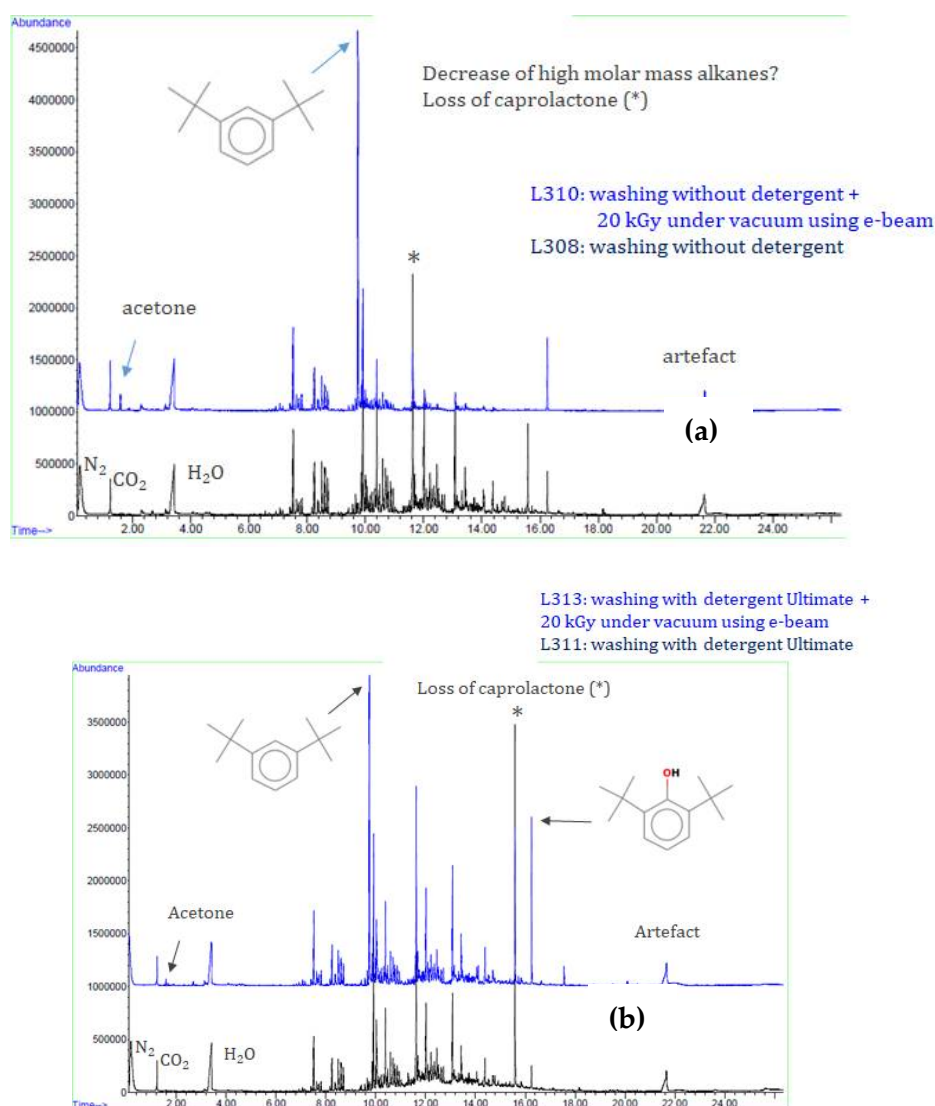 Abundance
4500000
4000000
3500000
3000000
2500000
2000000
1500000
1000000
500000
0
Decrease of high molar mass alkanes?
Loss of caprolactone (*)
L310: washing without detergent +
20 kGy under vacuum using e-beam
L308: washing without detergent
*
acetone
artefact
(a)
N₂
CO₂
H₂O
2.00 4.00 6.00 8.00 10.00 12.00 14.00 16.00 18.00 20.00 22.00 24.00
Time-->
L313: washing with detergent Ultimate +
20 kGy under vacuum using e-beam
L311: washing with detergent Ultimate
Abundance
3500000
3000000
2500000
2000000
1500000
1000000
500000
0
Loss of caprolactone (*)
*
OH
Acetone
Artefact
(b)
N₂
CO₂
H₂O
2.00 4.00 6.00 8.00 10.00 12.00 14.00 16.00 18.00 20.00 22.00 24.00
Time-->